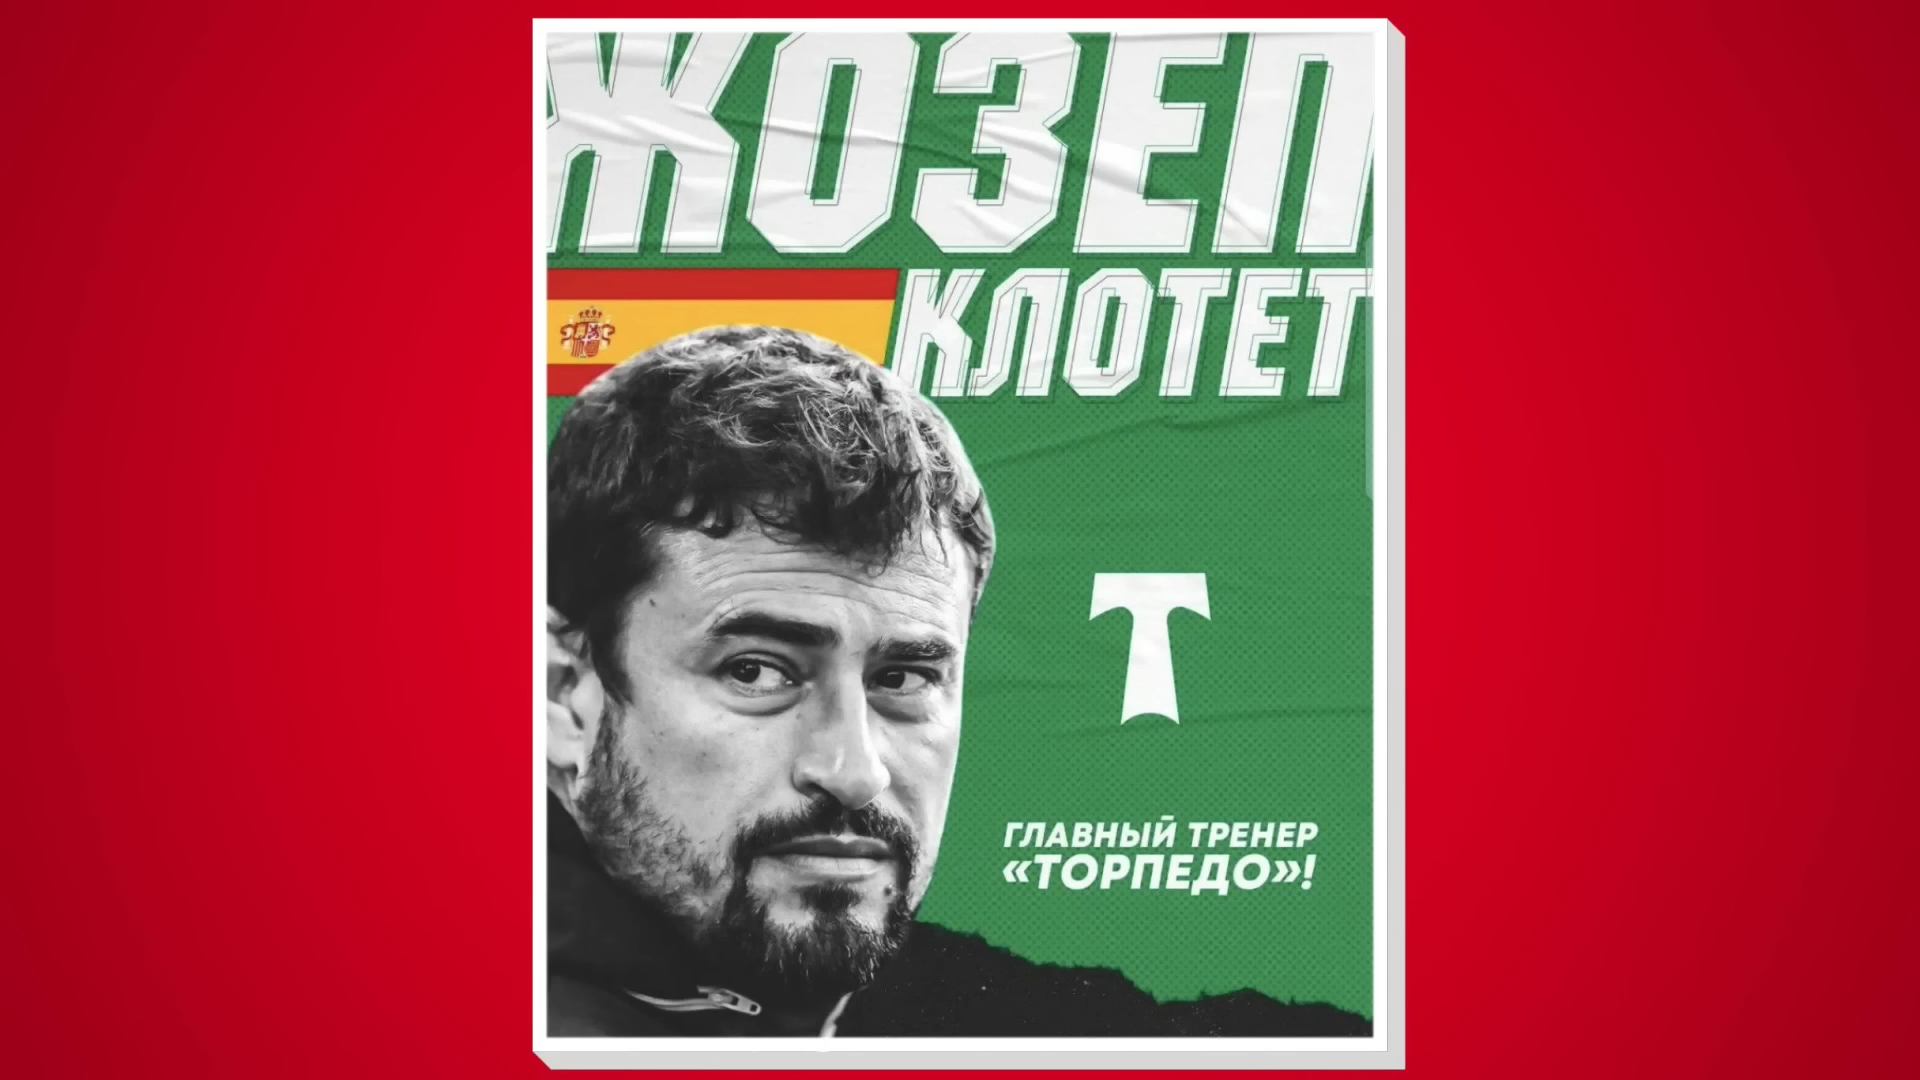 ЖОЗЕП
КЛОТЕТ
Т
ГЛАВНЫЙ ТРЕНЕР
«ТОРПЕДО»!